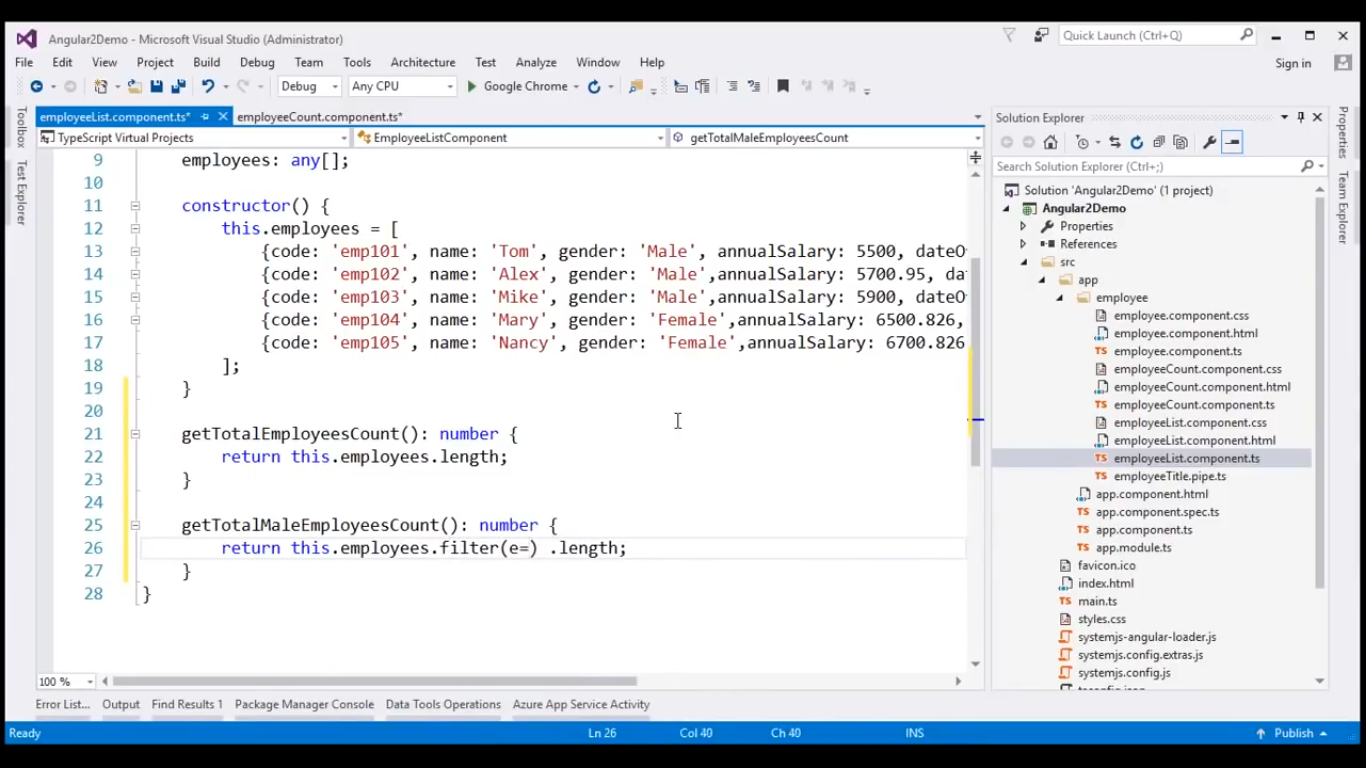 Angular2Demo - Microsoft Visual Studio (Administrator)
Quick Launch (Ctrl+Q)
File Edit View Project Build Debug Team Tools Architecture Test Analyze Window Help
Sign in
Debug Any CPU Google Chrome
Toolbox
Test Explorer
employeeList.component.ts*
employeeCount.component.ts*
TypeScript Virtual Projects
EmployeeListComponent
getTotalMaleEmployeesCount
9 employees: any[];
10
11 constructor() {
12 this.employees = [
13 {code: 'emp101', name: 'Tom', gender: 'Male', annualSalary: 5500, dateO
14 {code: 'emp102', name: 'Alex', gender: 'Male',annualSalary: 5700.95, da
15 {code: 'emp103', name: 'Mike', gender: 'Male',annualSalary: 5900, dateO
16 {code: 'emp104', name: 'Mary', gender: 'Female',annualSalary: 6500.826,
17 {code: 'emp105', name: 'Nancy', gender: 'Female',annualSalary: 6700.826
18 ];
19 }
20
21 getTotalEmployeesCount(): number {
22 return this.employees.length;
23 }
24
25 getTotalMaleEmployeesCount(): number {
26 return this.employees.filter(e=) .length;
27 }
28 }
100 %
Solution Explorer
Search Solution Explorer (Ctrl+;)
Solution 'Angular2Demo' (1 project)
Angular2Demo
Properties
References
src
app
employee
employee.component.css
employee.component.html
employee.component.ts
employeeCount.component.css
employeeCount.component.html
employeeCount.component.ts
employeeList.component.css
employeeList.component.html
employeeList.component.ts
employeeTitle.pipe.ts
app.component.html
app.component.spec.ts
app.component.ts
app.module.ts
favicon.ico
index.html
main.ts
styles.css
systemjs-angular-loader.js
systemjs.config.extras.js
systemjs.config.js
Properties
Team Explorer
Error List... Output Find Results 1 Package Manager Console Data Tools Operations Azure App Service Activity
Ready Ln 26 Col 40 Ch 40 INS Publish